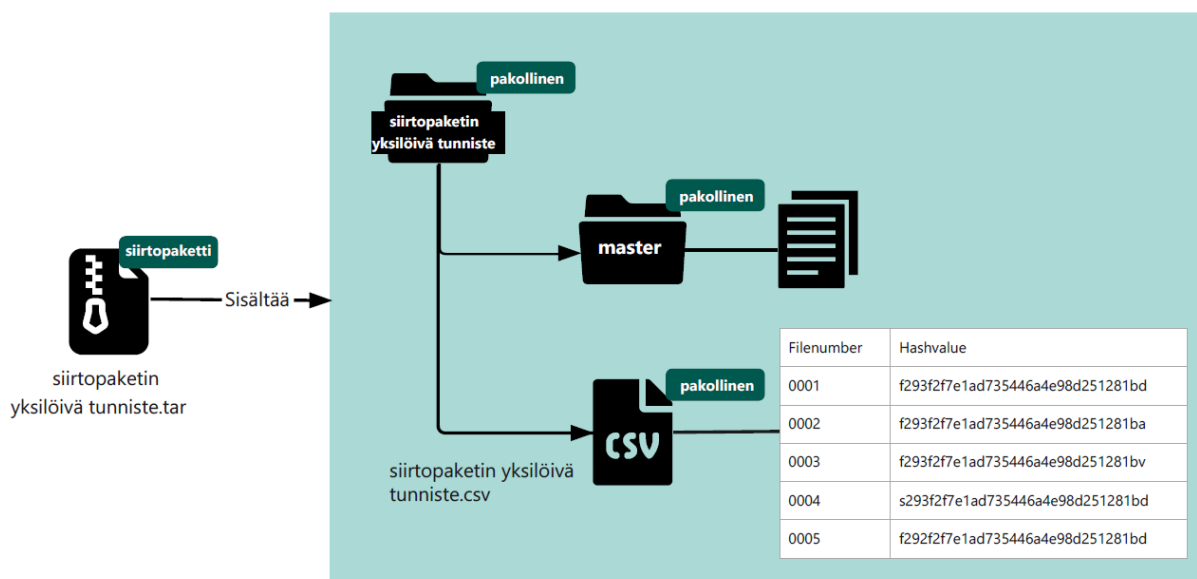 pakollinen
siirtopaketin
yksilöivä tunniste
pakollinen
master
siirtopaketti
Sisältää
siirtopaketin
yksilöivä tunniste.tar
pakollinen
CSV
siirtopaketin yksilöivä
tunniste.csv
Filenumber Hashvalue
0001 f293f2f7e1ad735446a4e98d251281bd
0002 f293f2f7e1ad735446a4e98d251281ba
0003 f293f2f7e1ad735446a4e98d251281bv
0004 s293f2f7e1ad735446a4e98d251281bd
0005 f292f2f7e1ad735446a4e98d251281bd